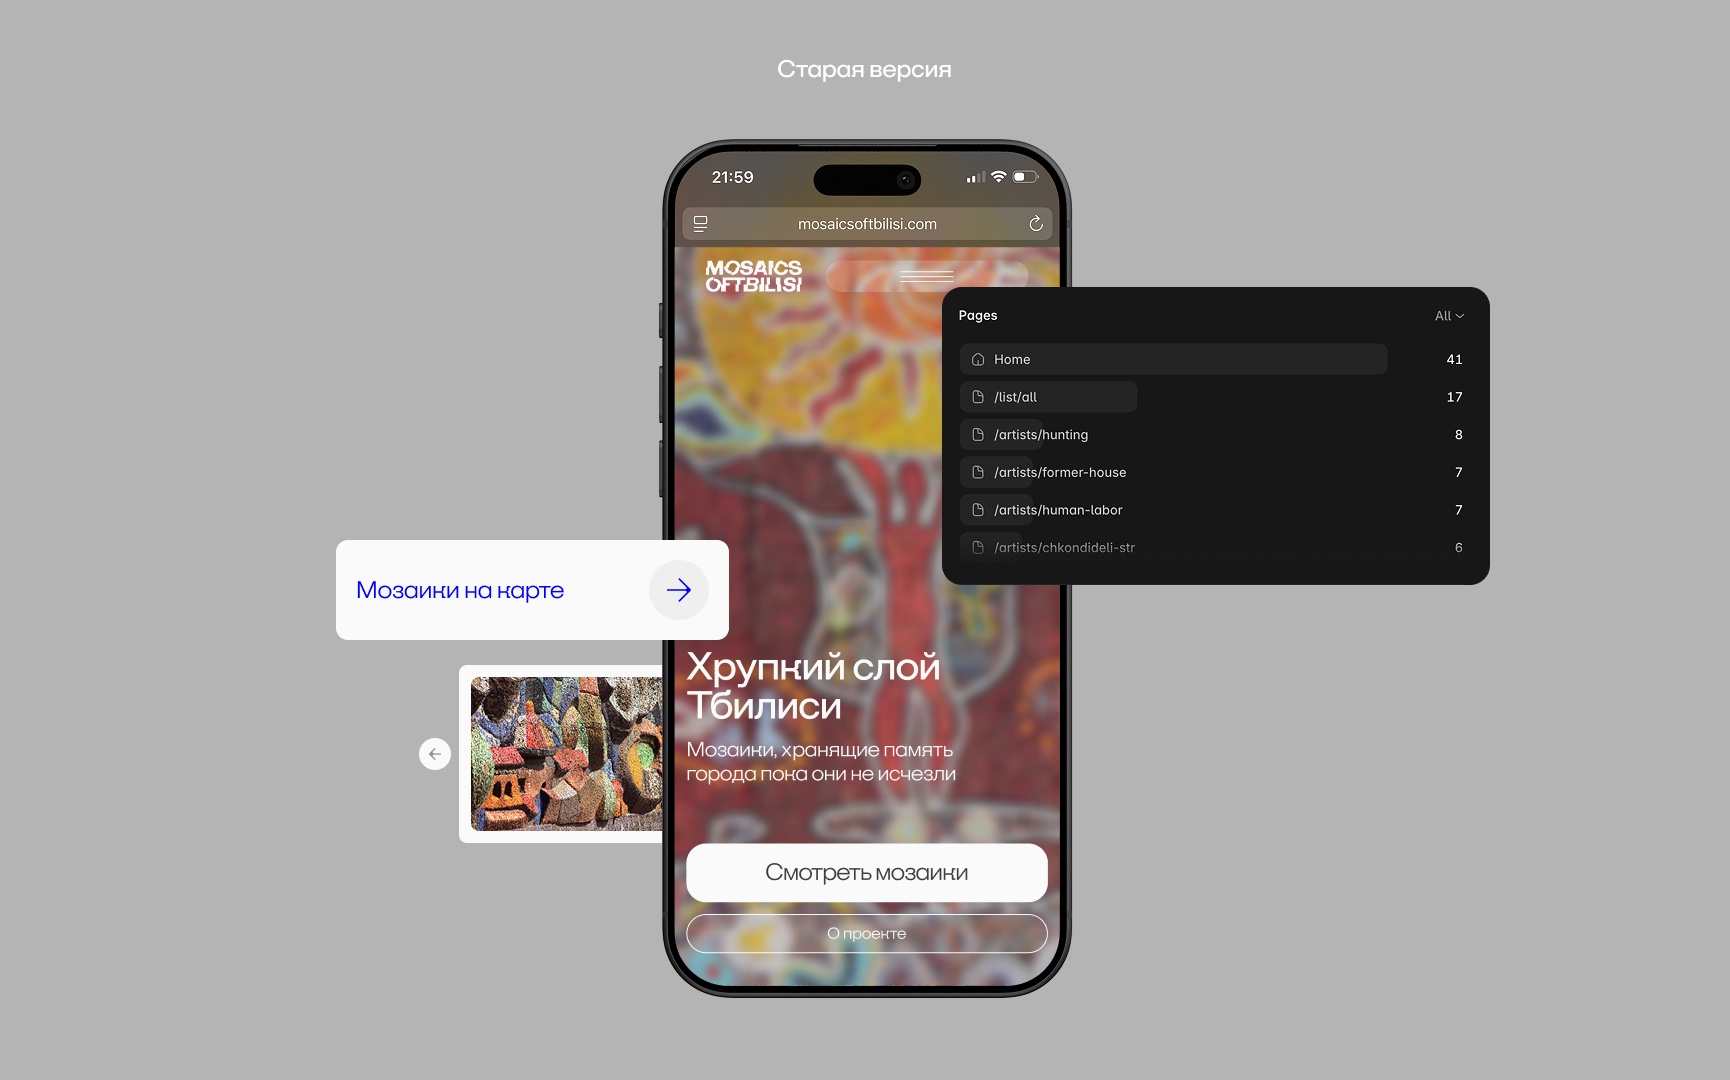 Старая версия
21:59
mosaicsoftbilisi.com
MOSAICS
OFTBILISI
Pages
All
Home
41
/list/all
17
/artists/hunting
8
/artists/former-house
7
/artists/human-labor
7
/artists/chkondideli-str
6
Мозаики на карте
Хрупкий слой
Тбилиси
Мозаики, хранящие память
города пока они не исчезли
Смотреть мозаики
О проекте